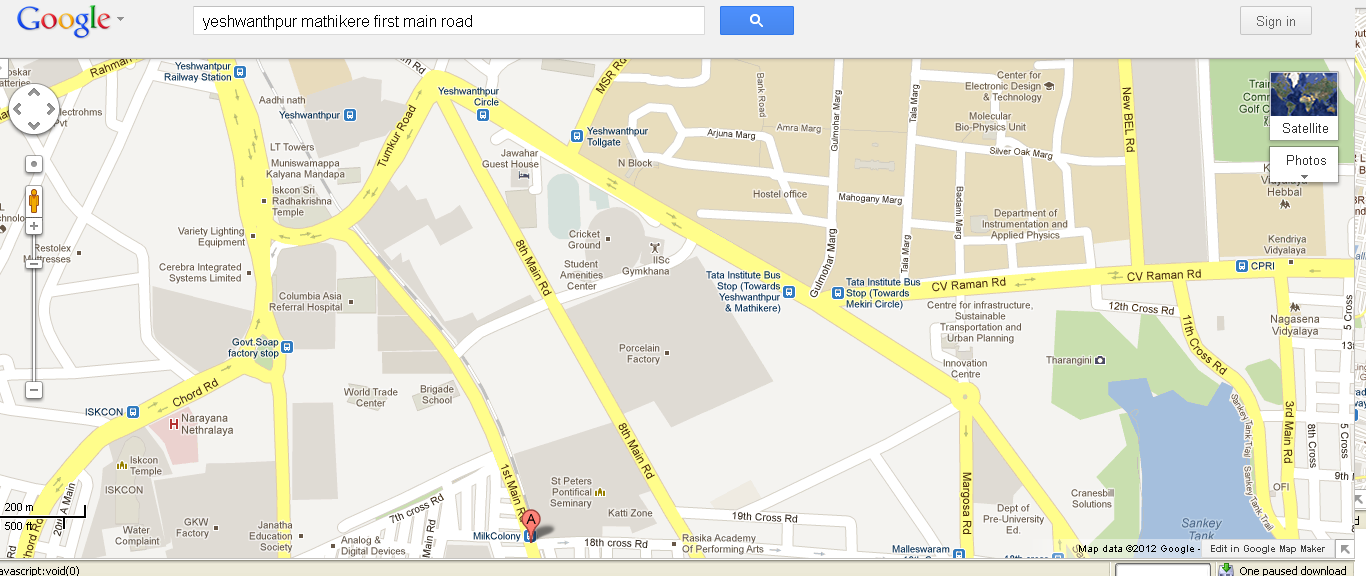 Google
yeshwanthpur mathikere first main road
Sign in
Yeshwantpur
Railway Station
Rahman
Aadhi nath
Yeshwanthpur
Tumkur Road
Yeshwanthpur
Circle
MSR Rd
Yeshwanthpur
Tollgate
N Block
Bank Road
Arjuna Marg
Amra Marg
Gulmohar Marg
Tala Marg
Center for
Electronic Design
& Technology
Molecular
Bio-Physics Unit
Silver Oak Marg
New BEL Rd
Satellite
Photos
LT Towers
Muniswamappa
Kalyana Mandapa
Jawahar
Guest House
Iskcon Sri
Radhakrishna
Temple
Hostel office
Mahogany Marg
Badami Marg
Department of
Instrumentation and
Applied Physics
Hebbal
Kendriya
Vidyalaya
CPRI
Variety Lighting
Equipment
Restolex
Mattresses
Cerebra Integrated
Systems Limited
8th Main Rd
Cricket
Ground
Student
Amenities
Center
IISc
Gymkhana
Tata Institute Bus
Stop (Towards
Yeshwanthpur
& Mathikere)
Gulmohar Marg
Tala Marg
Tata Institute Bus
Stop (Towards
Mekiri Circle)
CV Raman Rd
CV Raman Rd
Columbia Asia
Referral Hospital
Centre for infrastructure,
Sustainable
Transportation and
Urban Planning
12th Cross Rd
11th Cross Rd
Nagasena
Vidyalaya
5 Cross
Govt.Soap
factory stop
Porcelain
Factory
Innovation
Centre
Tharangini
Chord Rd
World Trade
Center
Brigade
School
ISKCON
Narayana
Nethralaya
8th Main Rd
Sankey
Tank Trail
3rd Main Rd
8th Cross
5 Cross
Iskcon
Temple
ISKCON
1st Main Rd
St Peters
Pontifical
Seminary
Katti Zone
7th cross Rd
19th Cross Rd
Margosa Rd
Dept of
Pre-University
Ed.
Cranesbill
Solutions
Sankey Tank Trail
OFI
9th
200 m
500 ft
Chord Rd
20th A Main
Water
Complaint
GKW
Factory
Janatha
Education
Society
Analog &
Digital Devices
Main Rd
MilkColony
A
18th cross Rd
Rasika Academy
Of Performing Arts
Malleswaram
18th cross
Sankey
Tank
Map data ©2012 Google -
Edit in Google Map Maker
avascript:void(0)
One paused download